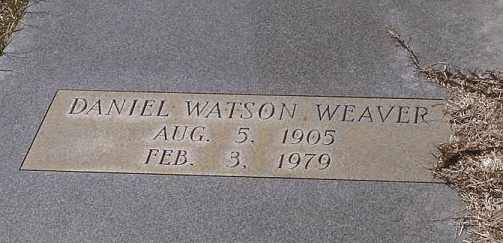 DANIEL WATSON WEAVER
AUG. 5, 1905
FEB. 3, 1979